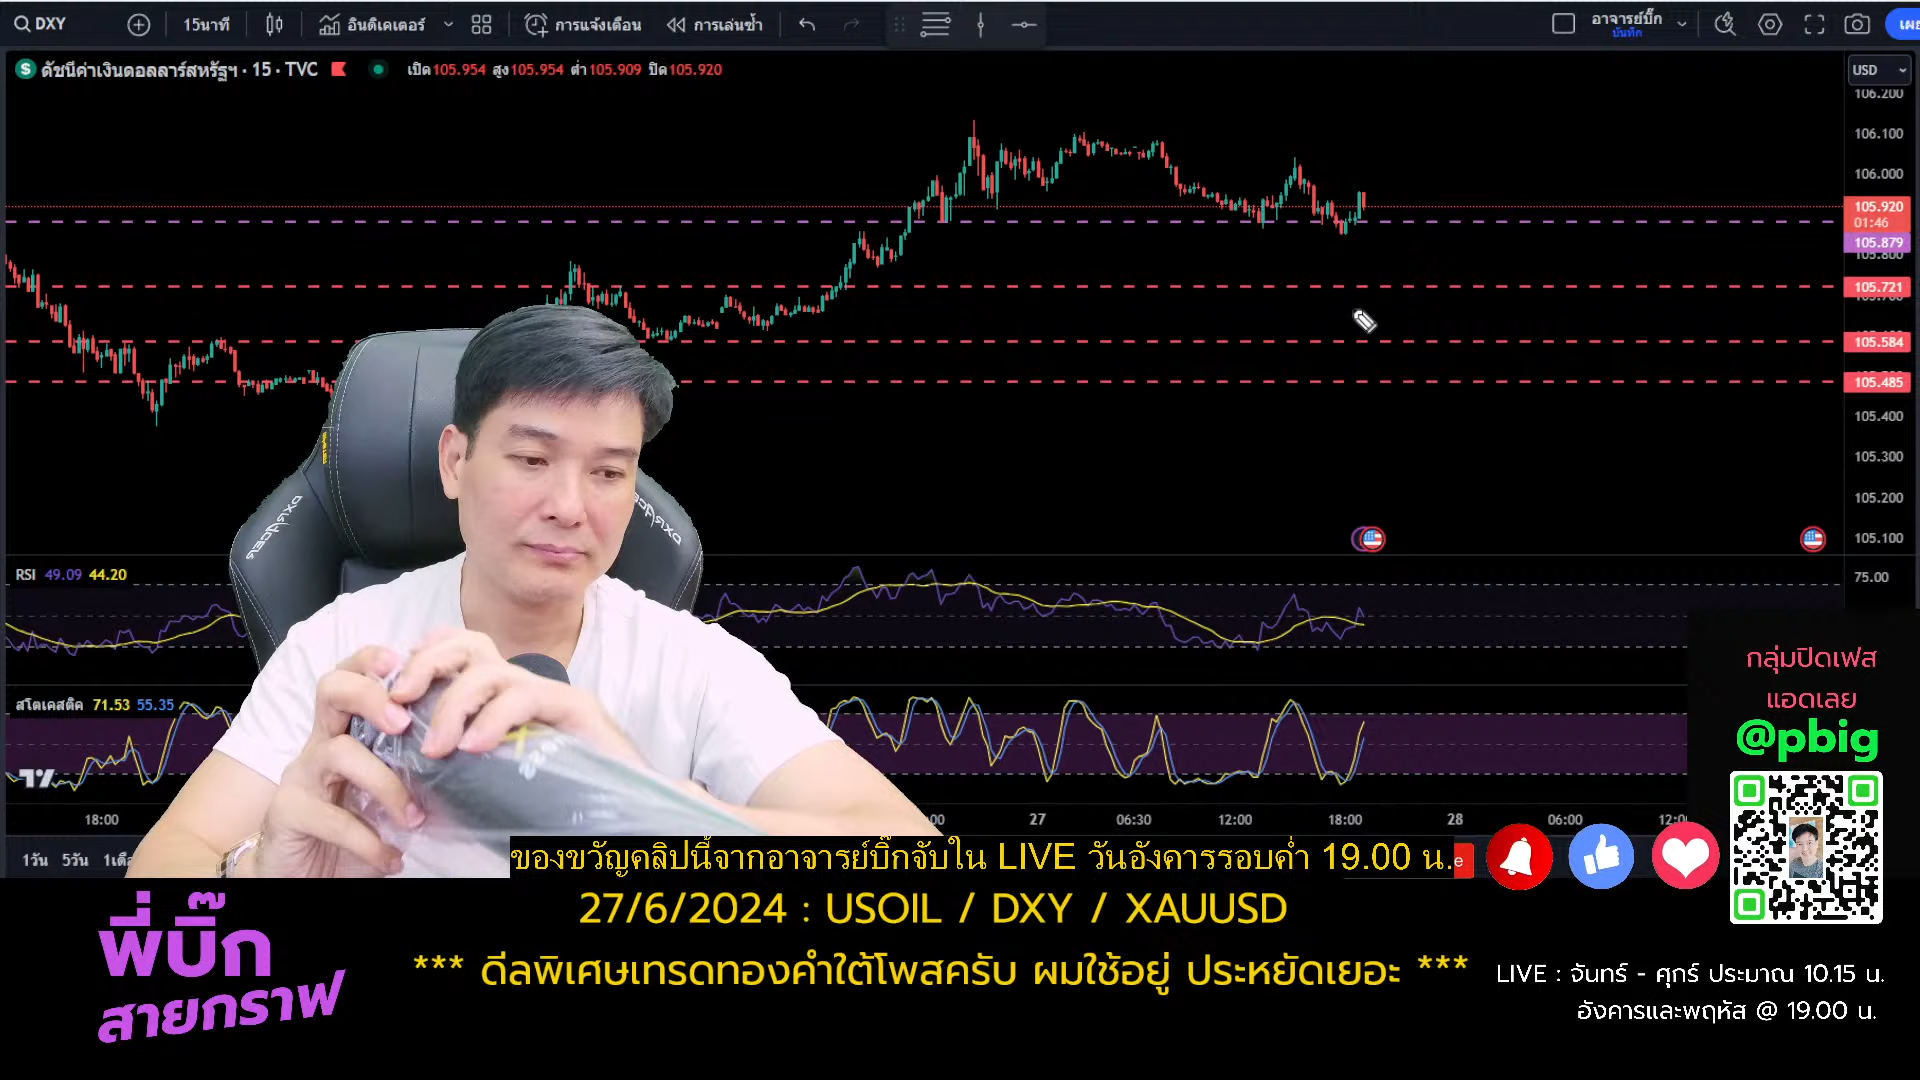 DXY
15นาที
อินดิเคเตอร์
การแจ้งเตือน
การเล่นซ้ำ
อาจารย์บิ๊ก
บันทึก
ดัชนีค่าเงินดอลลาร์สหรัฐฯ · 15 · TVC
เปิด105.954 สูง105.954 ต่ำ105.909 ปิด105.920
USD
106.200
106.100
106.000
105.920
01:46
105.879
105.800
105.721
105.584
105.485
105.400
105.300
105.200
105.100
RSI 49.09 44.20
75.00
DXRACER
DXRACER
สโตแคสติค 71.53 55.35
18:00
27
06:30
12:00
18:00
28
06:00
1วัน 5วัน
กลุ่มปิดเฟส
แอดเลย
@pbig
ของขวัญคลิปนี้จากอาจารย์บิ๊กจับใน LIVE วันอังคารรอบค่ำ 19.00 น.
27/6/2024 : USOIL / DXY / XAUUSD
*** ดีลพิเศษเทรดทองคำใต้โพสครับ ผมใช้อยู่ ประหยัดเยอะ ***
พี่บิ๊ก
สายกราฟ
LIVE : จันทร์ - ศุกร์ ประมาณ 10.15 น.
อังคารและพฤหัส @ 19.00 น.